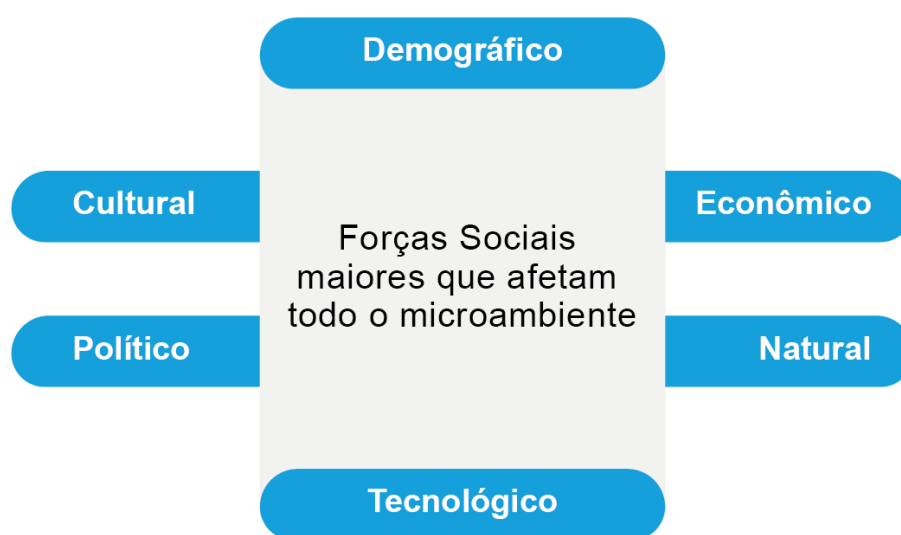 Demográfico
Cultural
Econômico
Forças Sociais
maiores que afetam
todo o microambiente
Político
Natural
Tecnológico